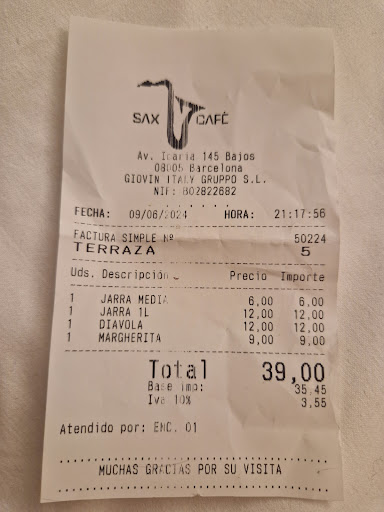 SAX CAFÉ
Av. Icaria 145 Bajos
08005 Barcelona
GIOVIN ITALY GRUPPO S.L.
NIF: B02822682
FECHA: 09/06/2024 HORA: 21:17:56
FACTURA SIMPLE Nº 50224
TERRAZA 5
Uds. Descripción Precio Importe
1 JARRA MEDIA 6,00 6,00
1 JARRA 1L 12,00 12,00
1 DIAVOLA 12,00 12,00
1 MARGHERITA 9,00 9,00
Total 39,00
Base imp: 35,45
Iva 10% 3,55
Atendido por: ENC. 01
MUCHAS GRACIAS POR SU VISITA